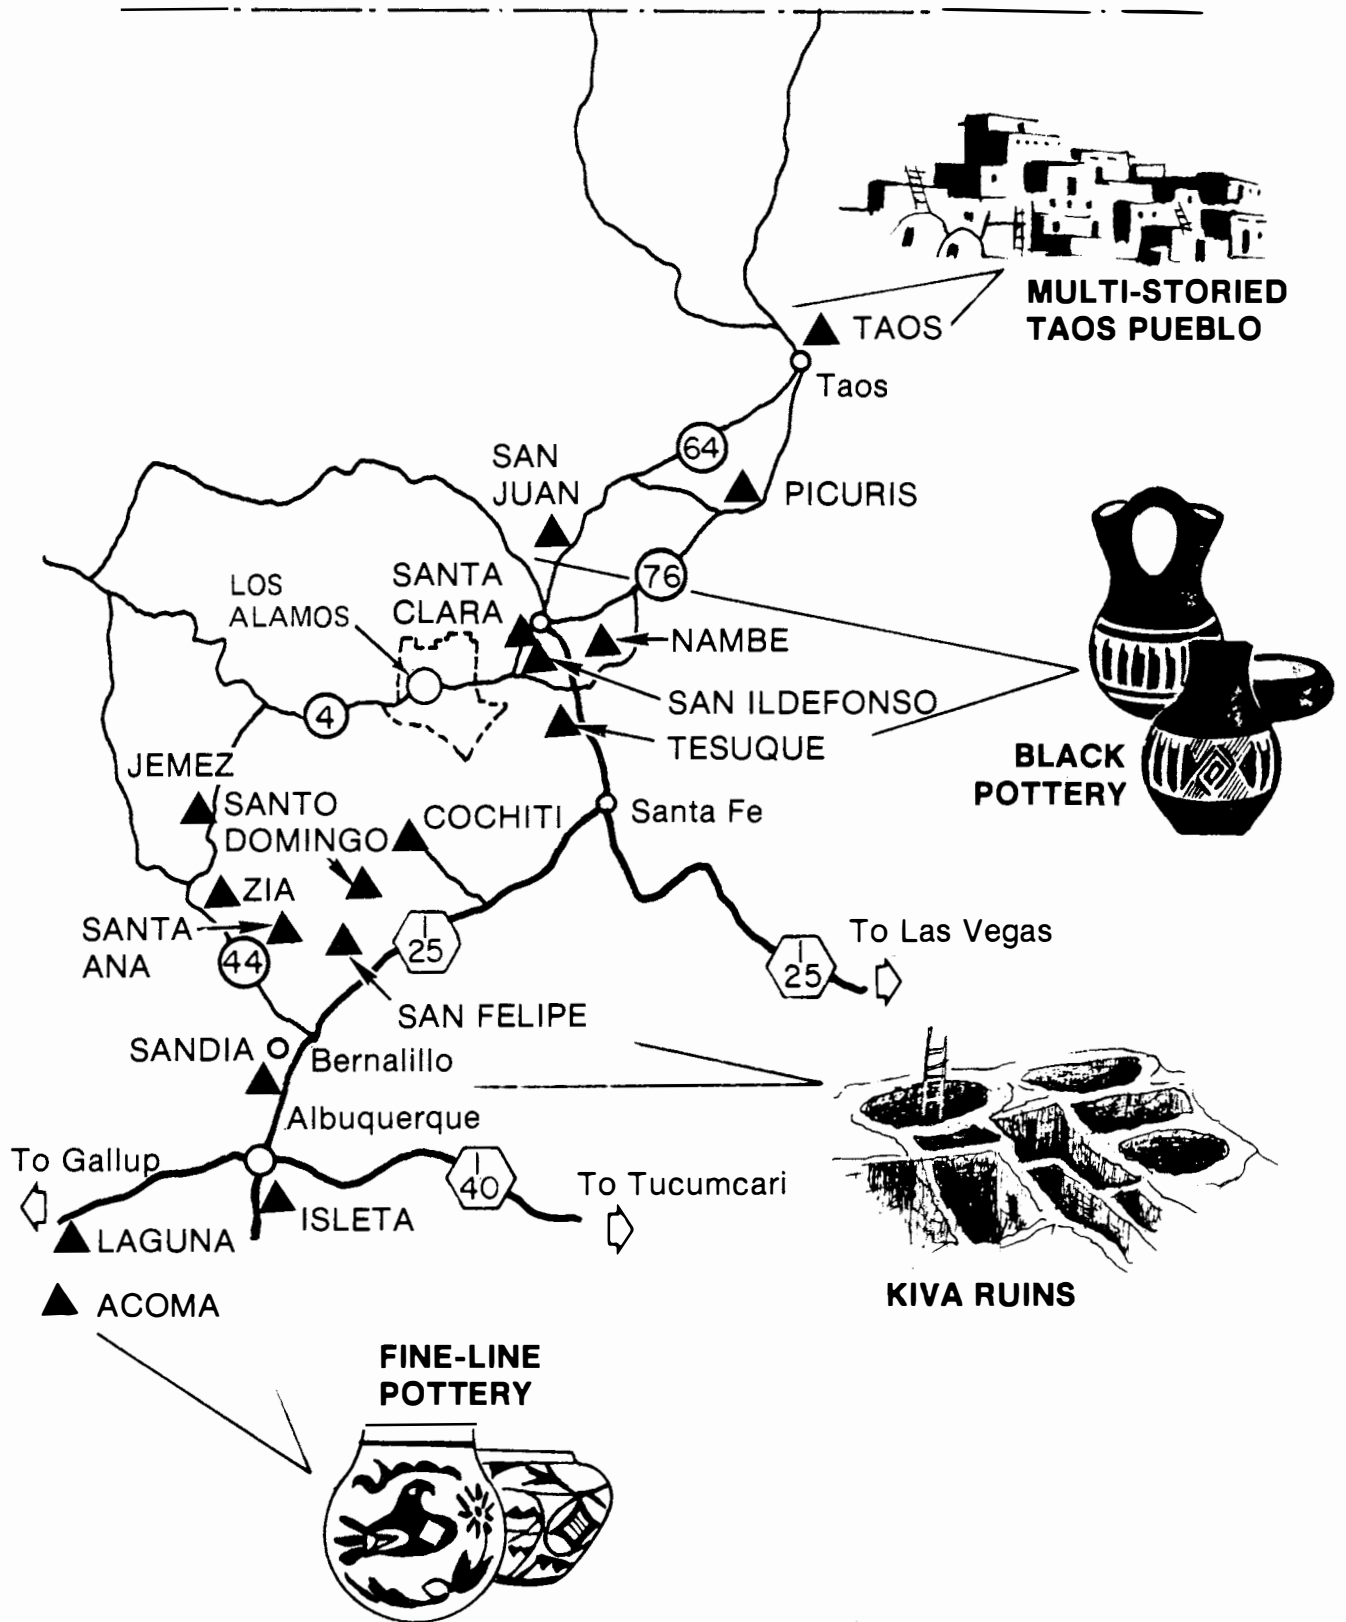 MULTI-STORIED
TAOS PUEBLO
TAOS
Taos
64
SAN
JUAN
PICURIS
76
SANTA
CLARA
LOS
ALAMOS
NAMBE
SAN ILDEFONSO
4
TESUQUE
BLACK
POTTERY
JEMEZ
SANTO
DOMINGO
COCHITI
Santa Fe
ZIA
SANTA
ANA
44
I
25
To Las Vegas
I
25
SAN FELIPE
SANDIA
Bernalillo
Albuquerque
To Gallup
I
40
To Tucumcari
ISLETA
LAGUNA
KIVA RUINS
ACOMA
FINE-LINE
POTTERY